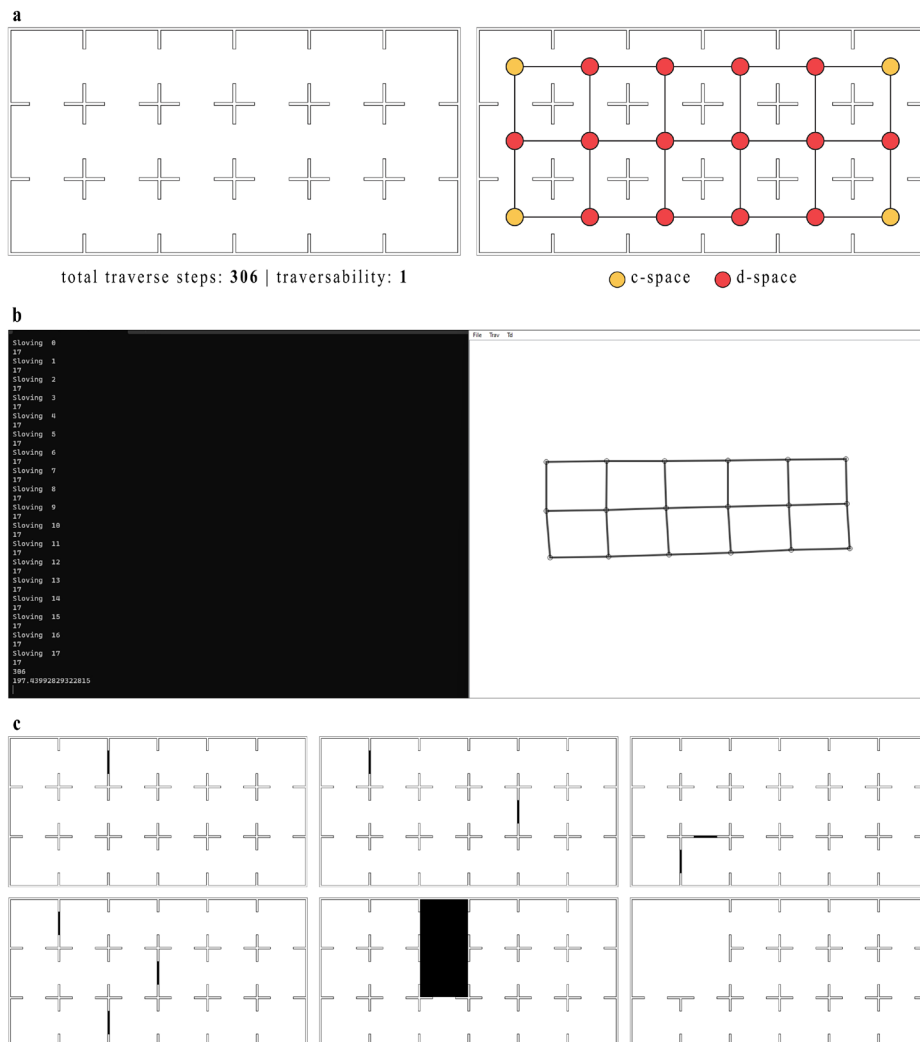 a
total traverse steps: 306 | traversability: 1
c-space d-space
b
File Trav Td
Sloving 0
17
Sloving 1
17
Sloving 2
17
Sloving 3
17
Sloving 4
17
Sloving 5
17
Sloving 6
17
Sloving 7
17
Sloving 8
17
Sloving 9
17
Sloving 10
17
Sloving 11
17
Sloving 12
17
Sloving 13
17
Sloving 14
17
Sloving 15
17
Sloving 16
17
Sloving 17
17
306
197.43992829322815
c